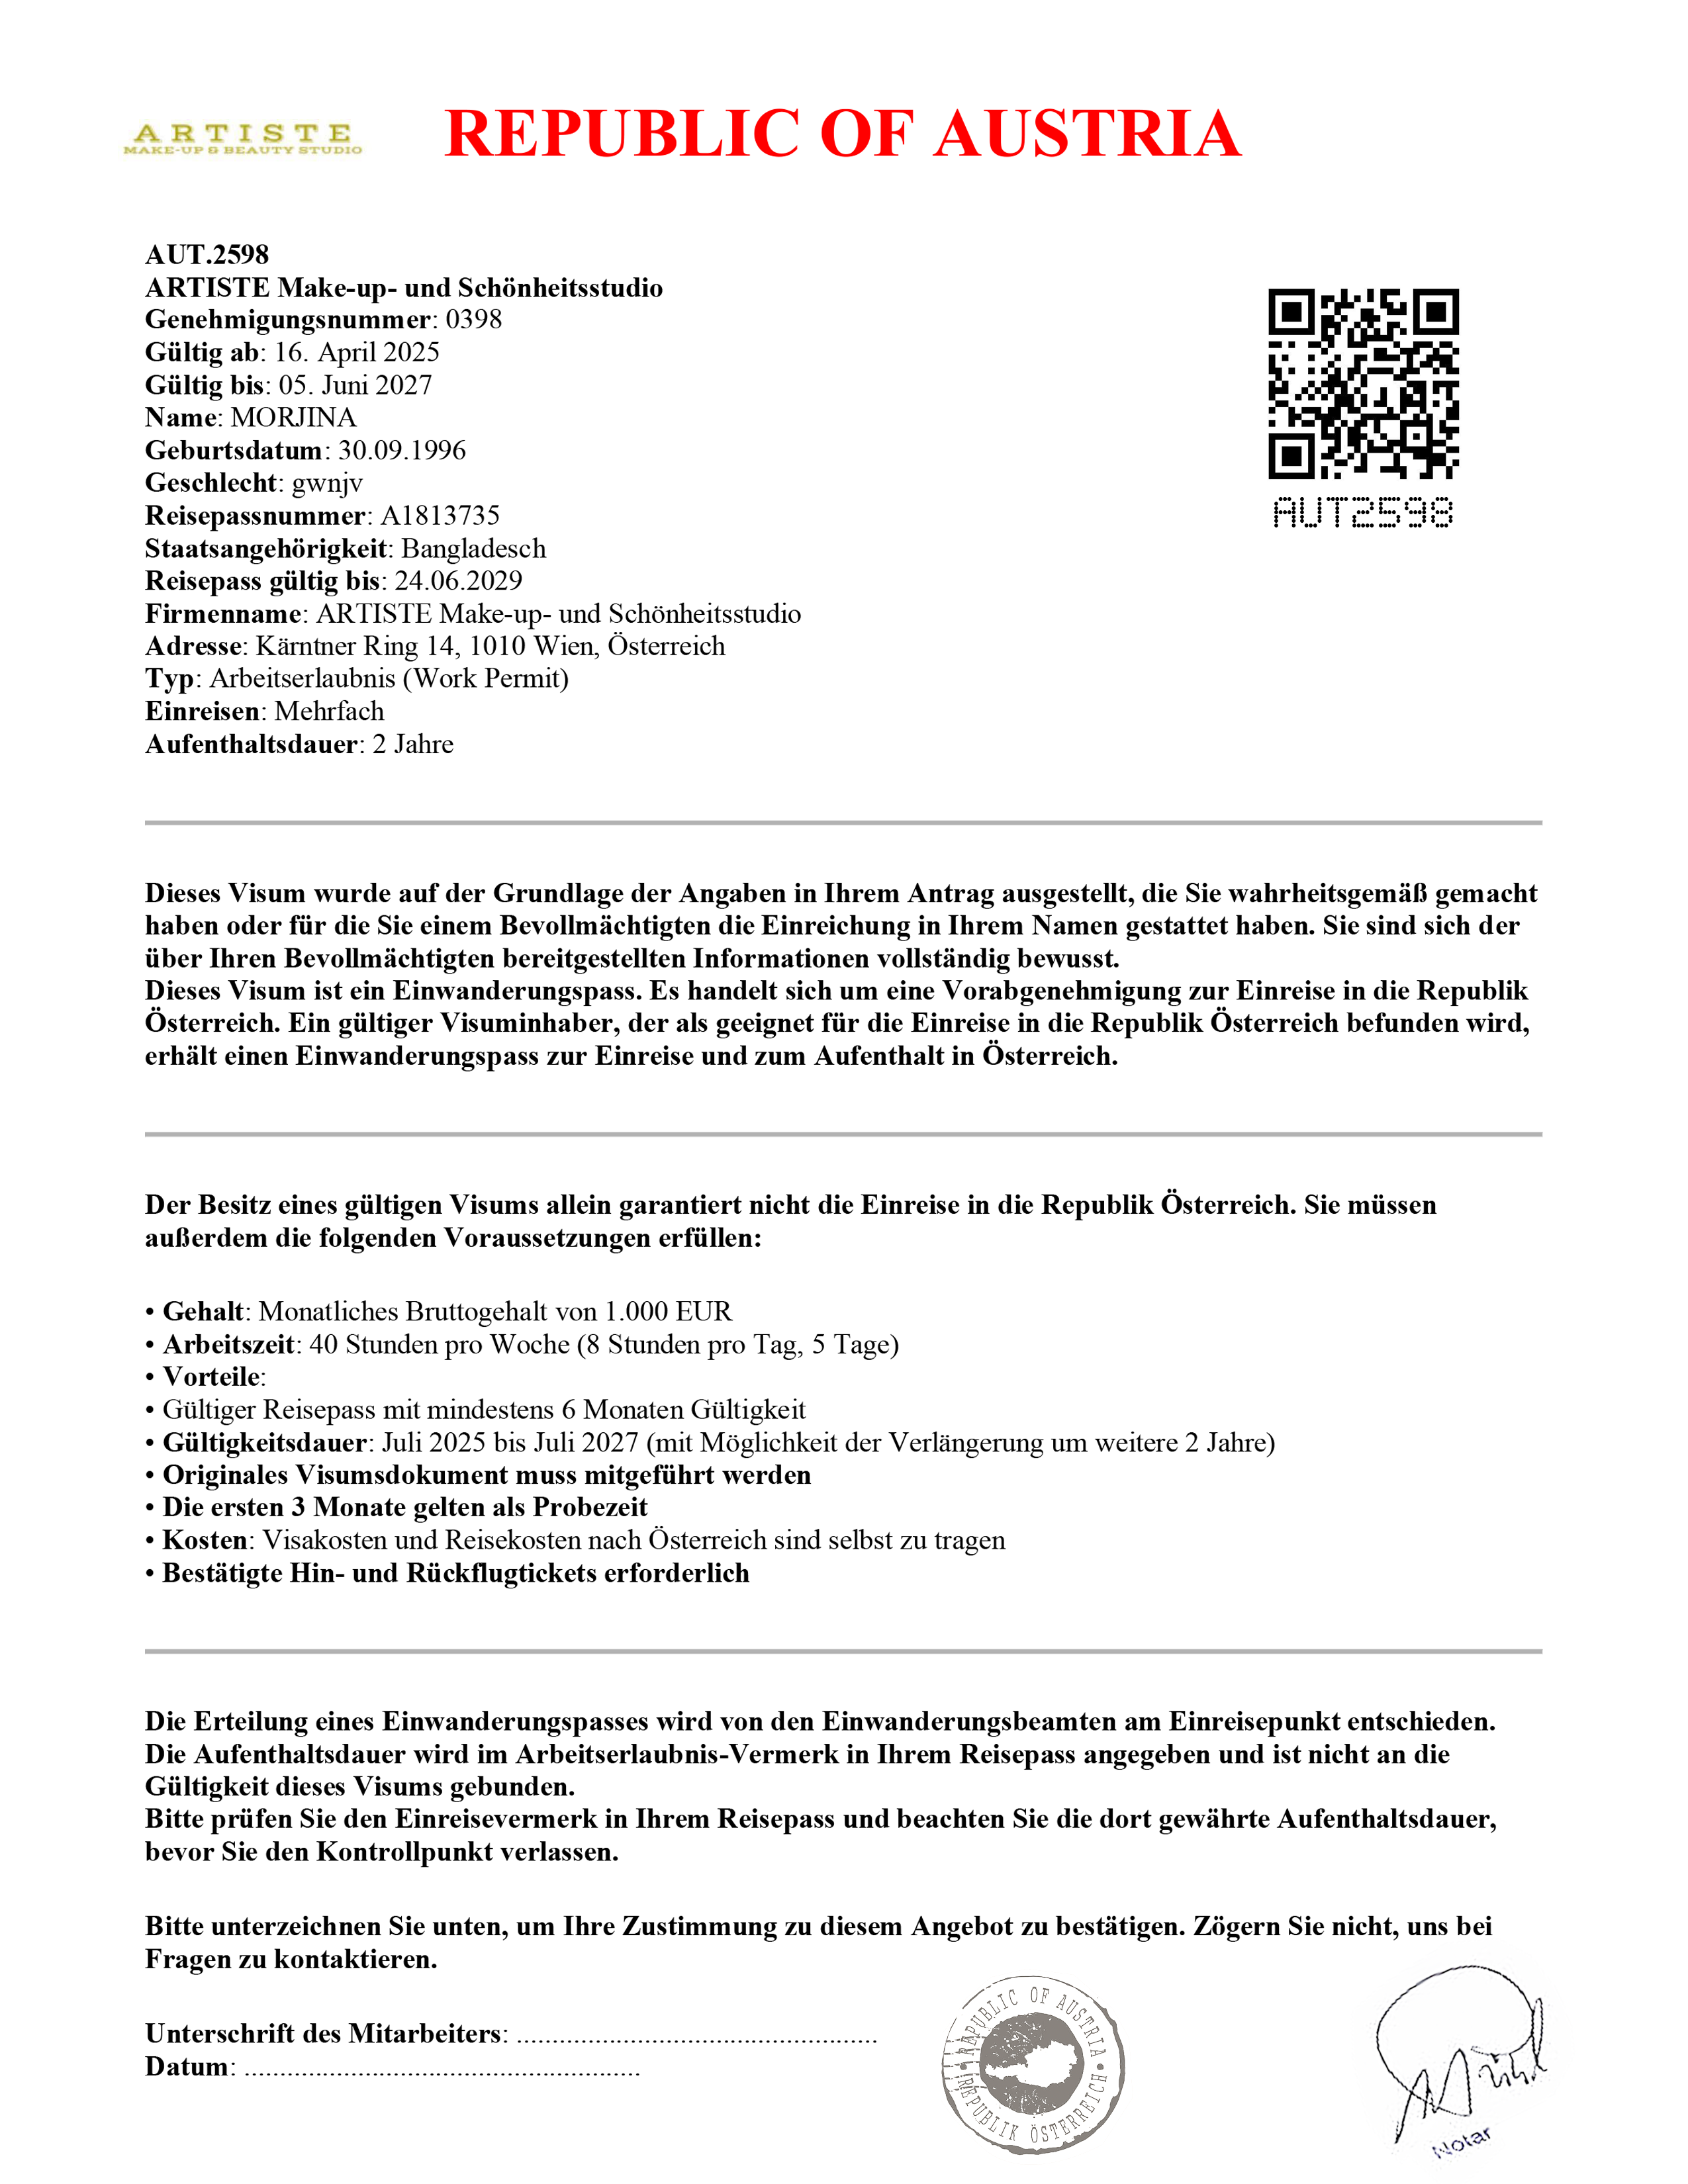 ARTISTE
MAKE-UP & BEAUTY STUDIO
REPUBLIC OF AUSTRIA
AUT.2598
ARTISTE Make-up- und Schönheitsstudio
Genehmigungsnummer: 0398
Gültig ab: 16. April 2025
Gültig bis: 05. Juni 2027
Name: MORJINA
Geburtsdatum: 30.09.1996
Geschlecht: gwnjv
Reisepassnummer: A1813735
Staatsangehörigkeit: Bangladesch
Reisepass gültig bis: 24.06.2029
Firmenname: ARTISTE Make-up- und Schönheitsstudio
Adresse: Kärntner Ring 14, 1010 Wien, Österreich
Typ: Arbeitserlaubnis (Work Permit)
Einreisen: Mehrfach
Aufenthaltsdauer: 2 Jahre
AUT2598
Dieses Visum wurde auf der Grundlage der Angaben in Ihrem Antrag ausgestellt, die Sie wahrheitsgemäß gemacht
haben oder für die Sie einem Bevollmächtigten die Einreichung in Ihrem Namen gestattet haben. Sie sind sich der
über Ihren Bevollmächtigten bereitgestellten Informationen vollständig bewusst.
Dieses Visum ist ein Einwanderungspass. Es handelt sich um eine Vorabgenehmigung zur Einreise in die Republik
Österreich. Ein gültiger Visuminhaber, der als geeignet für die Einreise in die Republik Österreich befunden wird,
erhält einen Einwanderungspass zur Einreise und zum Aufenthalt in Österreich.
Der Besitz eines gültigen Visums allein garantiert nicht die Einreise in die Republik Österreich. Sie müssen
außerdem die folgenden Voraussetzungen erfüllen:
• Gehalt: Monatliches Bruttogehalt von 1.000 EUR
• Arbeitszeit: 40 Stunden pro Woche (8 Stunden pro Tag, 5 Tage)
• Vorteile:
• Gültiger Reisepass mit mindestens 6 Monaten Gültigkeit
• Gültigkeitsdauer: Juli 2025 bis Juli 2027 (mit Möglichkeit der Verlängerung um weitere 2 Jahre)
• Originales Visumsdokument muss mitgeführt werden
• Die ersten 3 Monate gelten als Probezeit
• Kosten: Visakosten und Reisekosten nach Österreich sind selbst zu tragen
• Bestätigte Hin- und Rückflugtickets erforderlich
Die Erteilung eines Einwanderungspasses wird von den Einwanderungsbeamten am Einreisepunkt entschieden.
Die Aufenthaltsdauer wird im Arbeitserlaubnis-Vermerk in Ihrem Reisepass angegeben und ist nicht an die
Gültigkeit dieses Visums gebunden.
Bitte prüfen Sie den Einreisevermerk in Ihrem Reisepass und beachten Sie die dort gewährte Aufenthaltsdauer,
bevor Sie den Kontrollpunkt verlassen.
Bitte unterzeichnen Sie unten, um Ihre Zustimmung zu diesem Angebot zu bestätigen. Zögern Sie nicht, uns bei
Fragen zu kontaktieren.
Unterschrift des Mitarbeiters: ...................................................
Datum: ........................................................
REPUBLIC OF AUSTRIA
REPUBLIK ÖSTERREICH
Notar